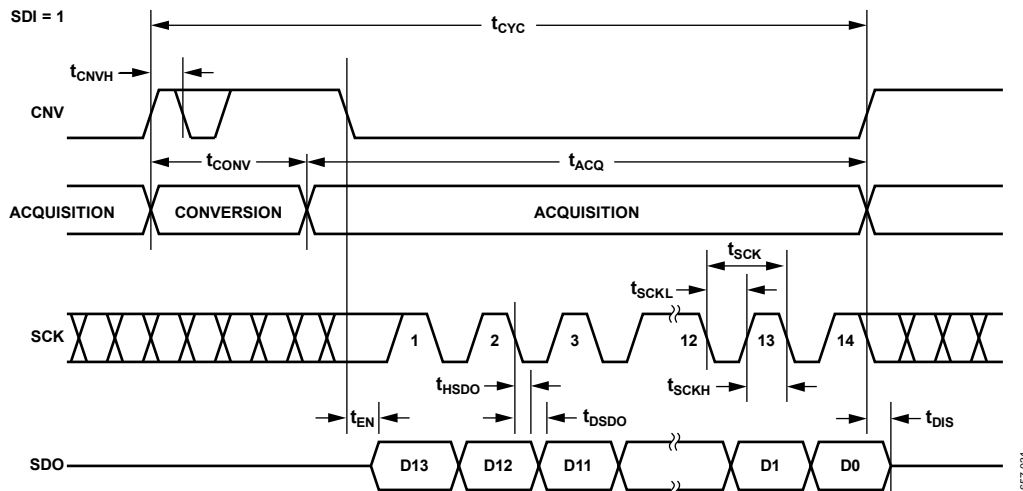 SDI = 1
tCYC
tCNVH
CNV
tCONV
tACQ
ACQUISITION
CONVERSION
ACQUISITION
tSCK
tSCKL
SCK
1
2
3
12
13
14
tHSDO
tSCKH
tEN
tDSDO
tDIS
SDO
D13
D12
D11
D1
D0